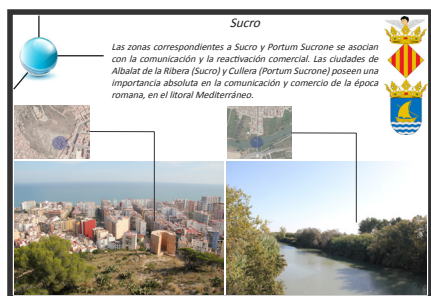 Sucro
Las zonas correspondientes a Sucro y Portum Sucrone se asocian
con la comunicación y la reactivación comercial. Las ciudades de
Albalat de la Ribera (Sucro) y Cullera (Portum Sucrone) poseen una
importancia absoluta en la comunicación y comercio de la época
romana, en el litoral Mediterráneo.